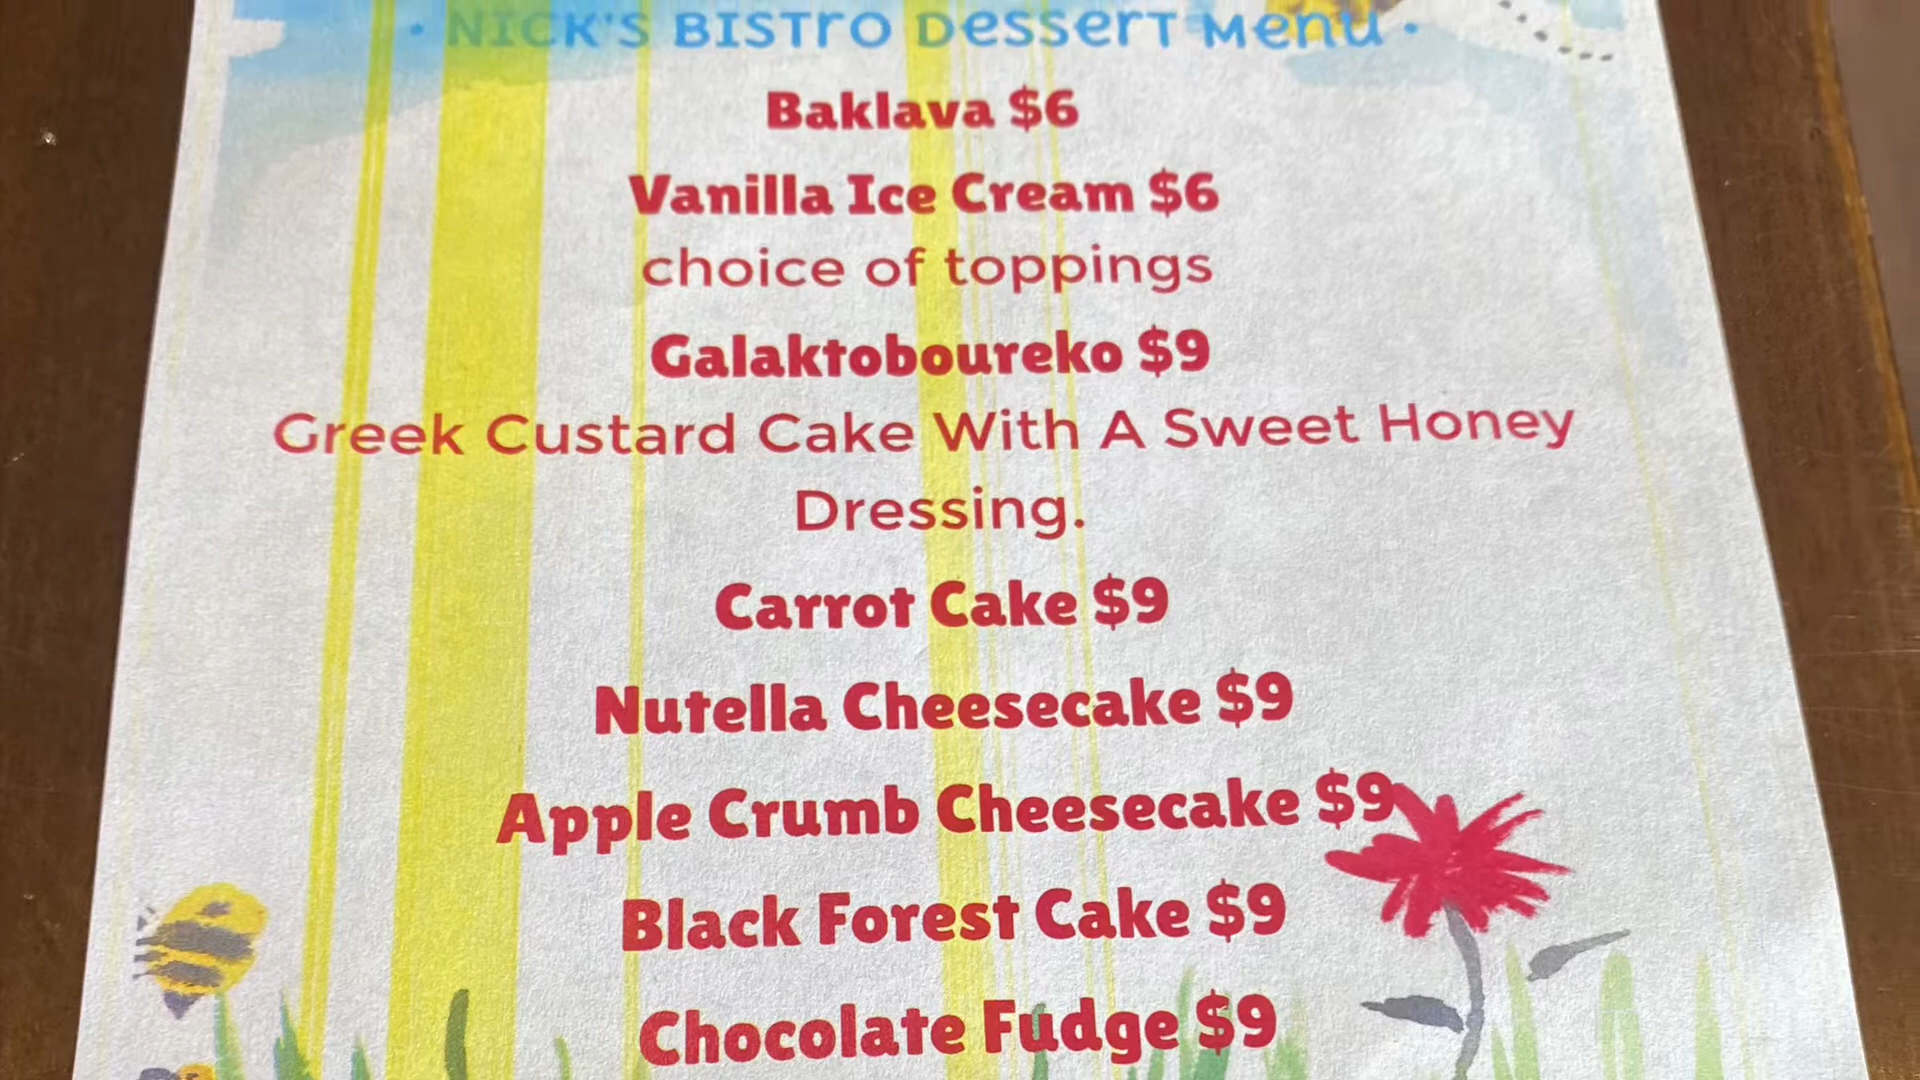 · NICK'S BISTro Dessert Menu ·
Baklava $6
Vanilla Ice Cream $6
choice of toppings
Galaktoboureko $9
Greek Custard Cake With A Sweet Honey
Dressing.
Carrot Cake $9
Nutella Cheesecake $9
Apple Crumb Cheesecake $9
Black Forest Cake $9
Chocolate Fudge $9